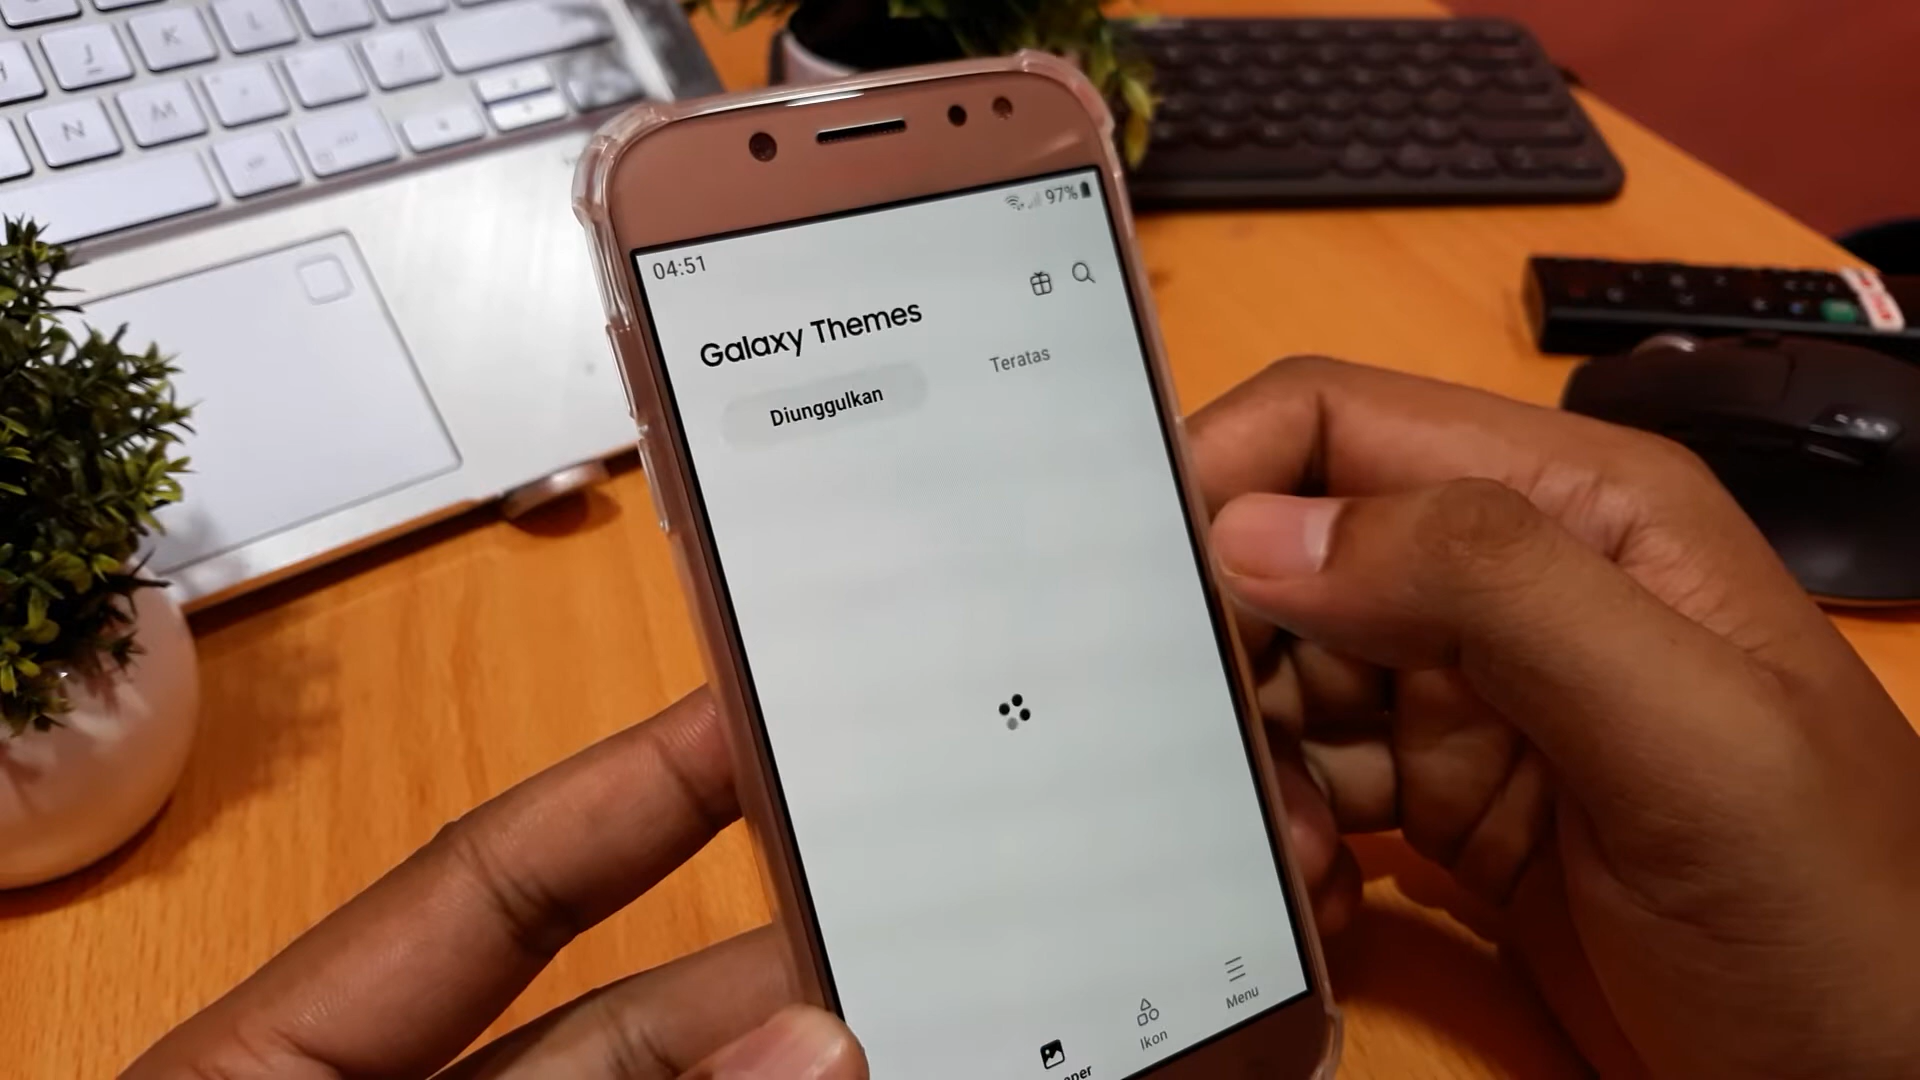 J
K
L
N
M
97%
04:51
Galaxy Themes
Diunggulkan
Teratas
Menu
Ikon